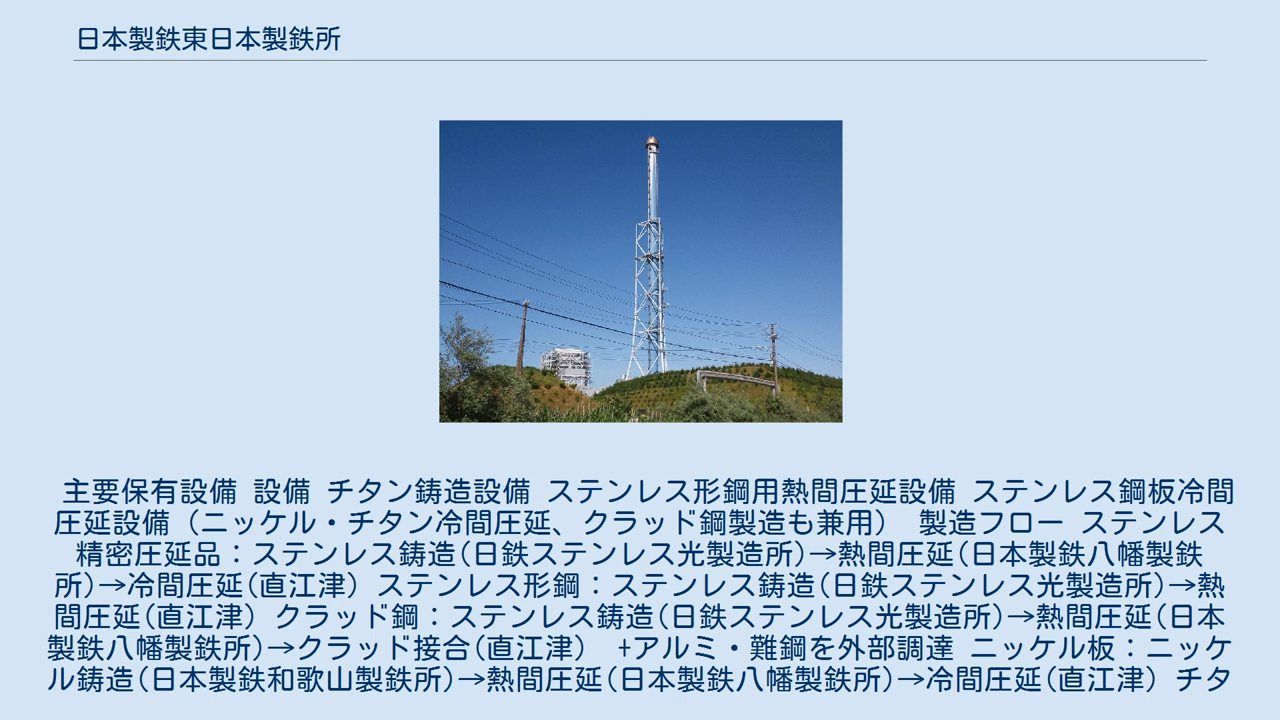 日本製鉄東日本製鉄所
主要保有設備 設備 チタン鋳造設備 ステンレス形鋼用熱間圧延設備 ステンレス鋼板冷間
圧延設備（ニッケル・チタン冷間圧延、クラッド鋼製造も兼用） 製造フロー ステンレス
精密圧延品：ステンレス鋳造(日鉄ステンレス光製造所)→熱間圧延(日本製鉄八幡製鉄
所)→冷間圧延(直江津） ステンレス形鋼：ステンレス鋳造(日鉄ステンレス光製造所)→熱
間圧延(直江津） クラッド鋼：ステンレス鋳造(日鉄ステンレス光製造所)→熱間圧延(日本
製鉄八幡製鉄所)→クラッド接合(直江津） +アルミ・難鋼を外部調達 ニッケル板：ニッケ
ル鋳造(日本製鉄和歌山製鉄所)→熱間圧延(日本製鉄八幡製鉄所)→冷間圧延(直江津） チタ